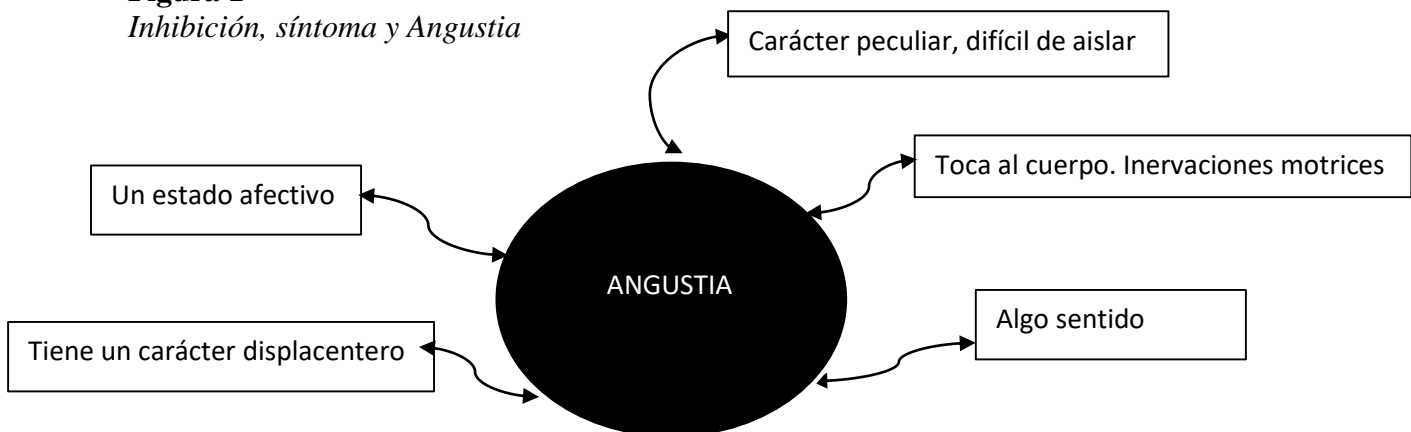 Inhibición, síntoma y Angustia
Carácter peculiar, difícil de aislar
Toca al cuerpo. Inervaciones motrices
Un estado afectivo
ANGUSTIA
Algo sentido
Tiene un carácter displacentero